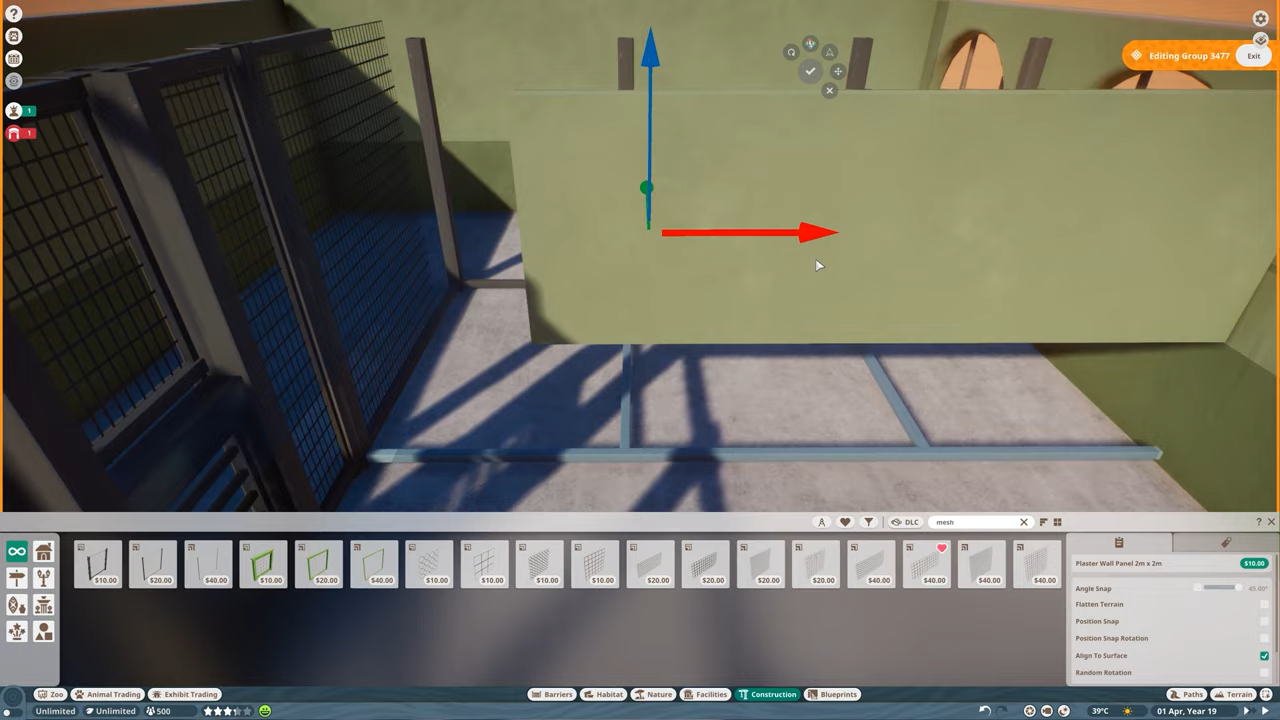 Editing Group 3477
Exit
1
1
DLC
mesh
?
$10.00
$20.00
$40.00
$10.00
$20.00
$40.00
$10.00
$10.00
$10.00
$10.00
$20.00
$20.00
$20.00
$20.00
$40.00
$40.00
$40.00
$40.00
Plaster Wall Panel 2m x 2m
$10.00
Angle Snap
45.00°
Flatten Terrain
Position Snap
Position Snap Rotation
Align To Surface
Random Rotation
Zoo
Animal Trading
Exhibit Trading
Barriers
Habitat
Nature
Facilities
Construction
Blueprints
Paths
Terrain
Unlimited
Unlimited
500
39°C
01 Apr, Year 19